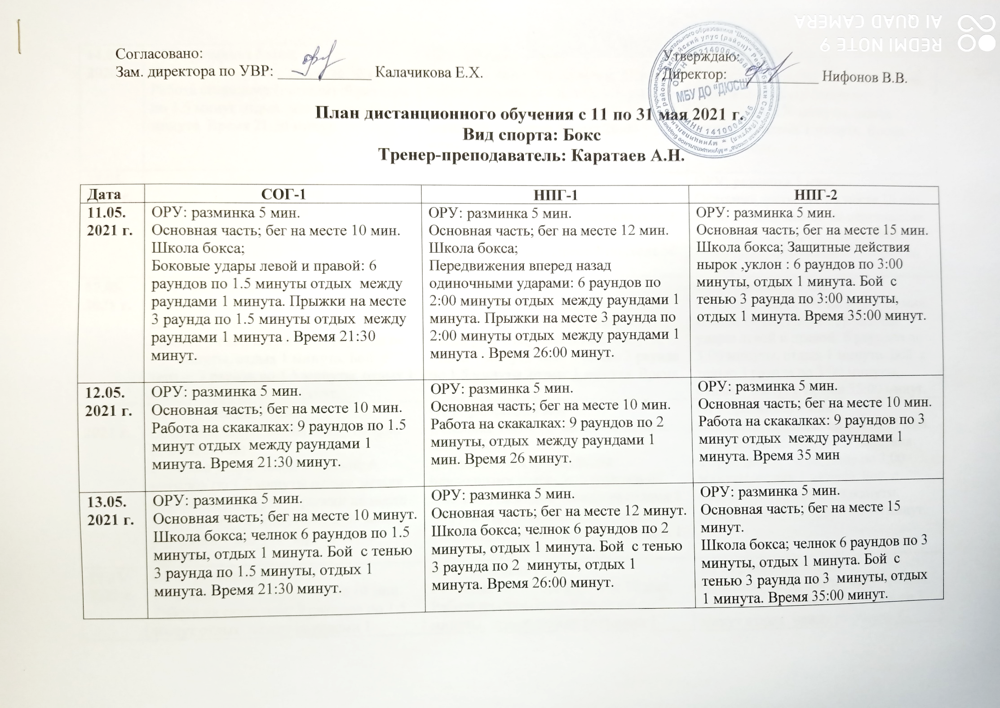 Согласовано:
Зам. директора по УВР: ____________ Калачикова Е.Х.
Утверждаю:
Директор: ____________ Нифонов В.В.
МБУ ДО "ДЮСШ"
ИНН 1410004346
REDMI NOTE 9
AI QUAD CAMERA
План дистанционного обучения с 11 по 31 мая 2021 г.
Вид спорта: Бокс
Тренер-преподаватель: Каратаев А.Н.
Дата СОГ-1 НПГ-1 НПГ-2
11.05.
2021 г.
ОРУ: разминка 5 мин.
Основная часть; бег на месте 10 мин.
Школа бокса;
Боковые удары левой и правой: 6
раундов по 1.5 минуты отдых между
раундами 1 минута. Прыжки на месте
3 раунда по 1.5 минуты отдых между
раундами 1 минута . Время 21:30
минут.
ОРУ: разминка 5 мин.
Основная часть; бег на месте 12 мин.
Школа бокса;
Передвижения вперед назад
одиночными ударами: 6 раундов по
2:00 минуты отдых между раундами 1
минута. Прыжки на месте 3 раунда по
2:00 минуты отдых между раундами 1
минута . Время 26:00 минут.
ОРУ: разминка 5 мин.
Основная часть; бег на месте 15 мин.
Школа бокса; Защитные действия
нырок ,уклон : 6 раундов по 3:00
минуты, отдых 1 минута. Бой с
тенью 3 раунда по 3:00 минуты,
отдых 1 минута. Время 35:00 минут.
12.05.
2021 г.
ОРУ: разминка 5 мин.
Основная часть; бег на месте 10 мин.
Работа на скакалках: 9 раундов по 1.5
минут отдых между раундами 1
минута. Время 21:30 минут.
ОРУ: разминка 5 мин.
Основная часть; бег на месте 10 мин.
Работа на скакалках: 9 раундов по 2
минуты, отдых между раундами 1
мин. Время 26 минут.
ОРУ: разминка 5 мин.
Основная часть; бег на месте 10 мин.
Работа на скакалках: 9 раундов по 3
минут отдых между раундами 1
минута. Время 35 мин
13.05.
2021 г.
ОРУ: разминка 5 мин.
Основная часть; бег на месте 10 минут.
Школа бокса; челнок 6 раундов по 1.5
минуты, отдых 1 минута. Бой с тенью
3 раунда по 1.5 минуты, отдых 1
минута. Время 21:30 минут.
ОРУ: разминка 5 мин.
Основная часть; бег на месте 12 минут.
Школа бокса; челнок 6 раундов по 2
минуты, отдых 1 минута. Бой с тенью
3 раунда по 2 минуты, отдых 1
минута. Время 26:00 минут.
ОРУ: разминка 5 мин.
Основная часть; бег на месте 15
минут.
Школа бокса; челнок 6 раундов по 3
минуты, отдых 1 минута. Бой с
тенью 3 раунда по 3 минуты, отдых
1 минута. Время 35:00 минут.